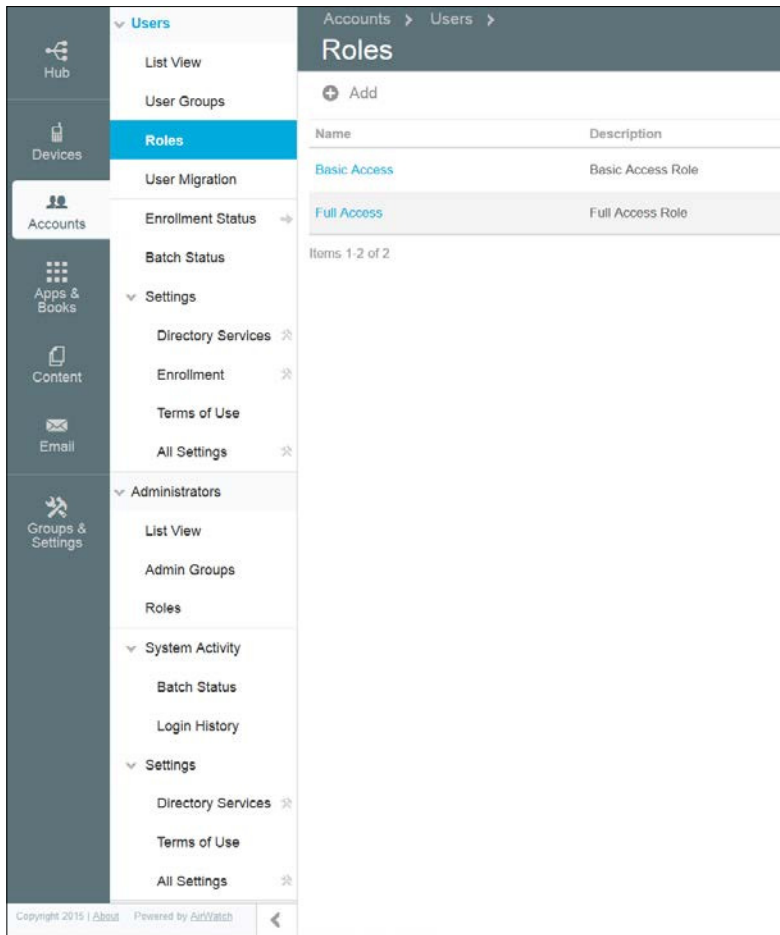 Hub
Devices
Accounts
Apps &
Books
Content
Email
Groups &
Settings
Users
List View
User Groups
Roles
User Migration
Enrollment Status
Batch Status
Settings
Directory Services
Enrollment
Terms of Use
All Settings
Administrators
List View
Admin Groups
Roles
System Activity
Batch Status
Login History
Settings
Directory Services
Terms of Use
All Settings
Accounts > Users >
Roles
Add
Name Description
Basic Access Basic Access Role
Full Access Full Access Role
Items 1-2 of 2
Copyright 2015 | About Powered by AirWatch